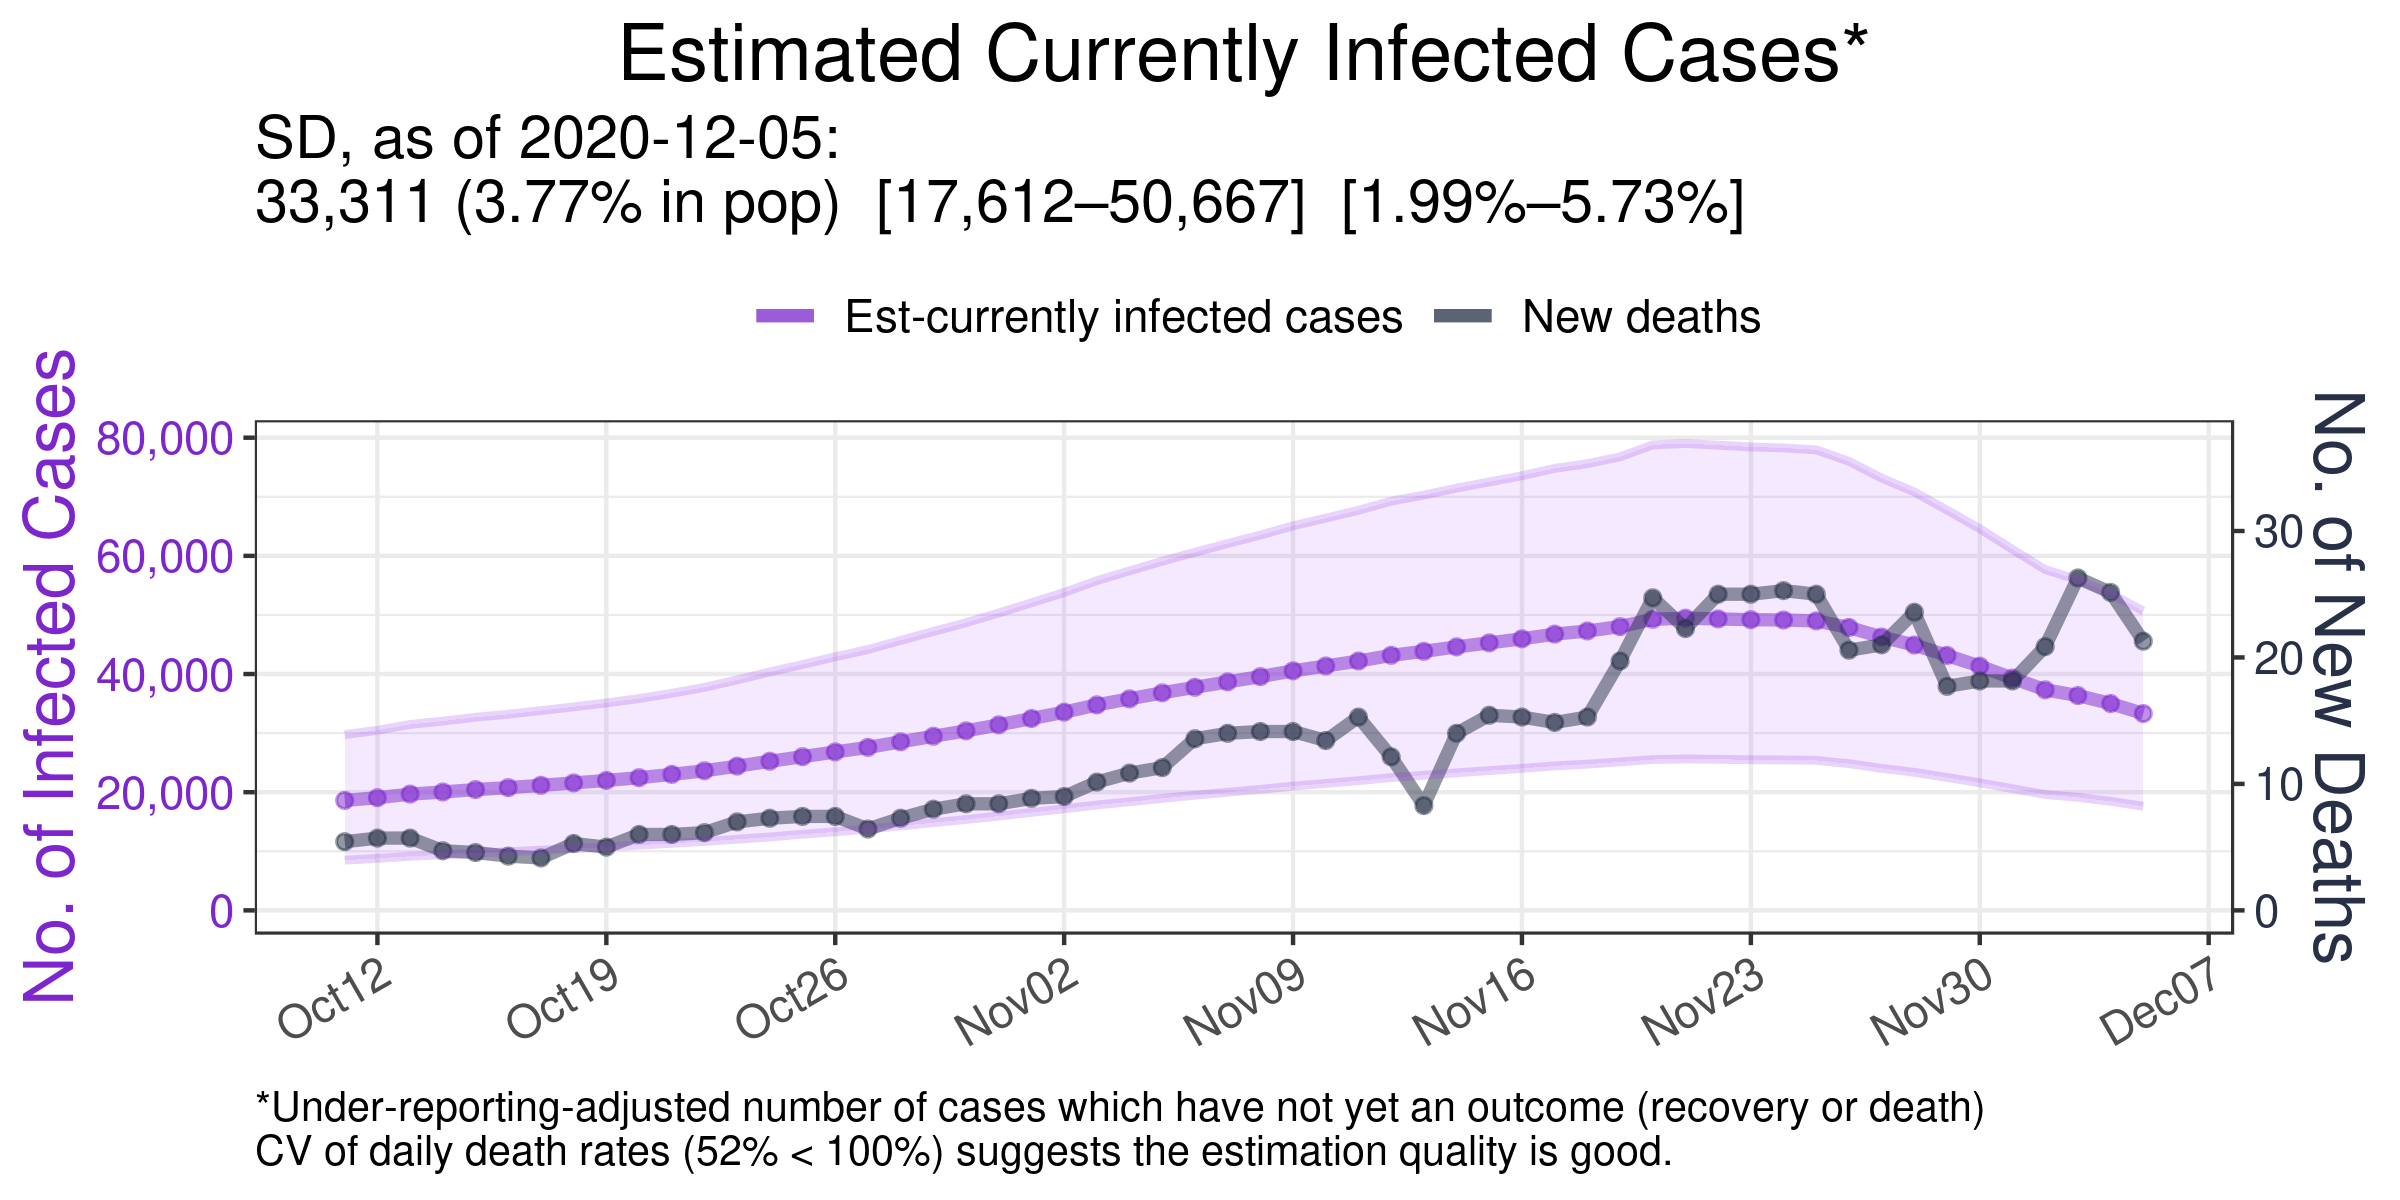 Estimated Currently Infected Cases*
SD, as of 2020-12-05:
33,311 (3.77% in pop)  [17,612–50,667]  [1.99%–5.73%]
Est-currently infected cases
New deaths
No. of Infected Cases
80,000
60,000
40,000
20,000
0
30
20
10
0
No. of New Deaths
Oct12
Oct19
Oct26
Nov02
Nov09
Nov16
Nov23
Nov30
Dec07
*Under-reporting-adjusted number of cases which have not yet an outcome (recovery or death)
CV of daily death rates (52% < 100%) suggests the estimation quality is good.